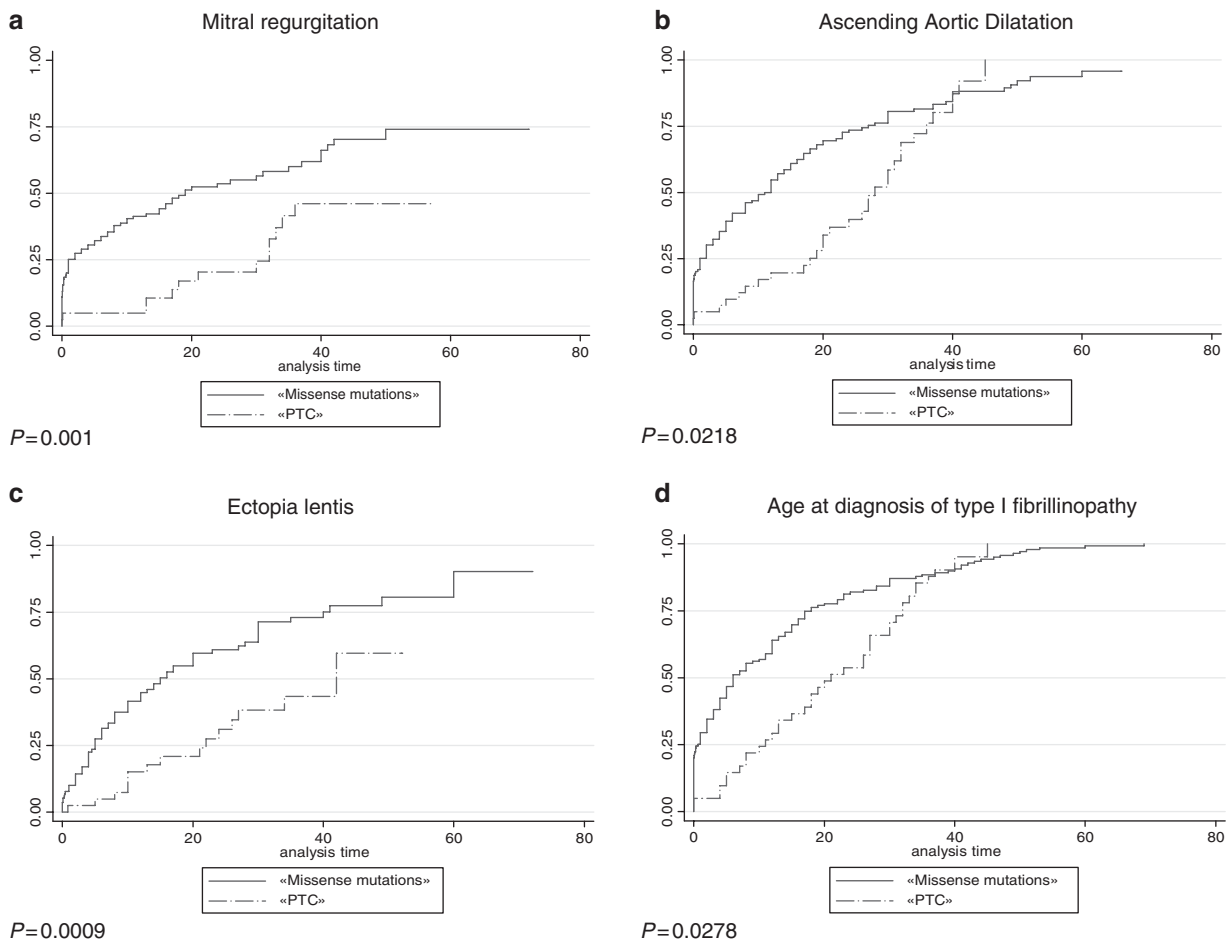 a
Mitral regurgitation
1.00
0.75
0.50
0.25
0.00
0 20 40 60 80
analysis time
«Missense mutations»
«PTC»
P=0.001
b
Ascending Aortic Dilatation
1.00
0.75
0.50
0.25
0.00
0 20 40 60 80
analysis time
«Missense mutations»
«PTC»
P=0.0218
c
Ectopia lentis
1.00
0.75
0.50
0.25
0.00
0 20 40 60 80
analysis time
«Missense mutations»
«PTC»
P=0.0009
d
Age at diagnosis of type I fibrillinopathy
1.00
0.75
0.50
0.25
0.00
0 20 40 60 80
analysis time
«Missense mutations»
«PTC»
P=0.0278